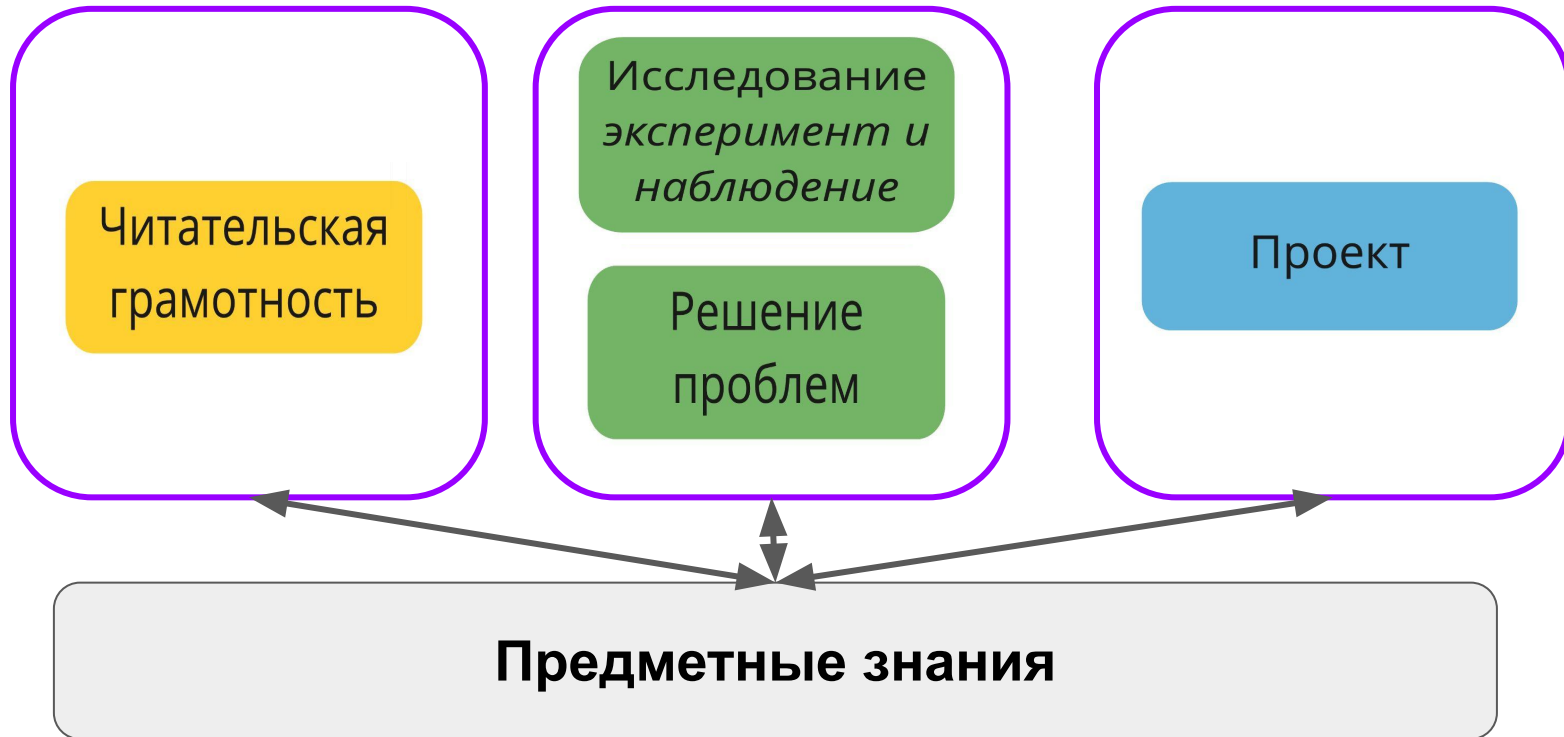 Читательская
грамотность
Исследование
эксперимент и
наблюдение
Решение
проблем
Проект
Предметные знания